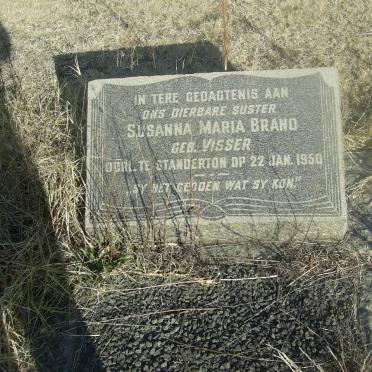 IN TERE GEDAGTENIS AAN
ONS DIERBARE SUSTER
SUSANNA MARIA BRAND
GEB. VISSER
OORL. TE STANDERTON OP 22 JAN. 1950
"SY HET GEDOEN WAT SY KON."